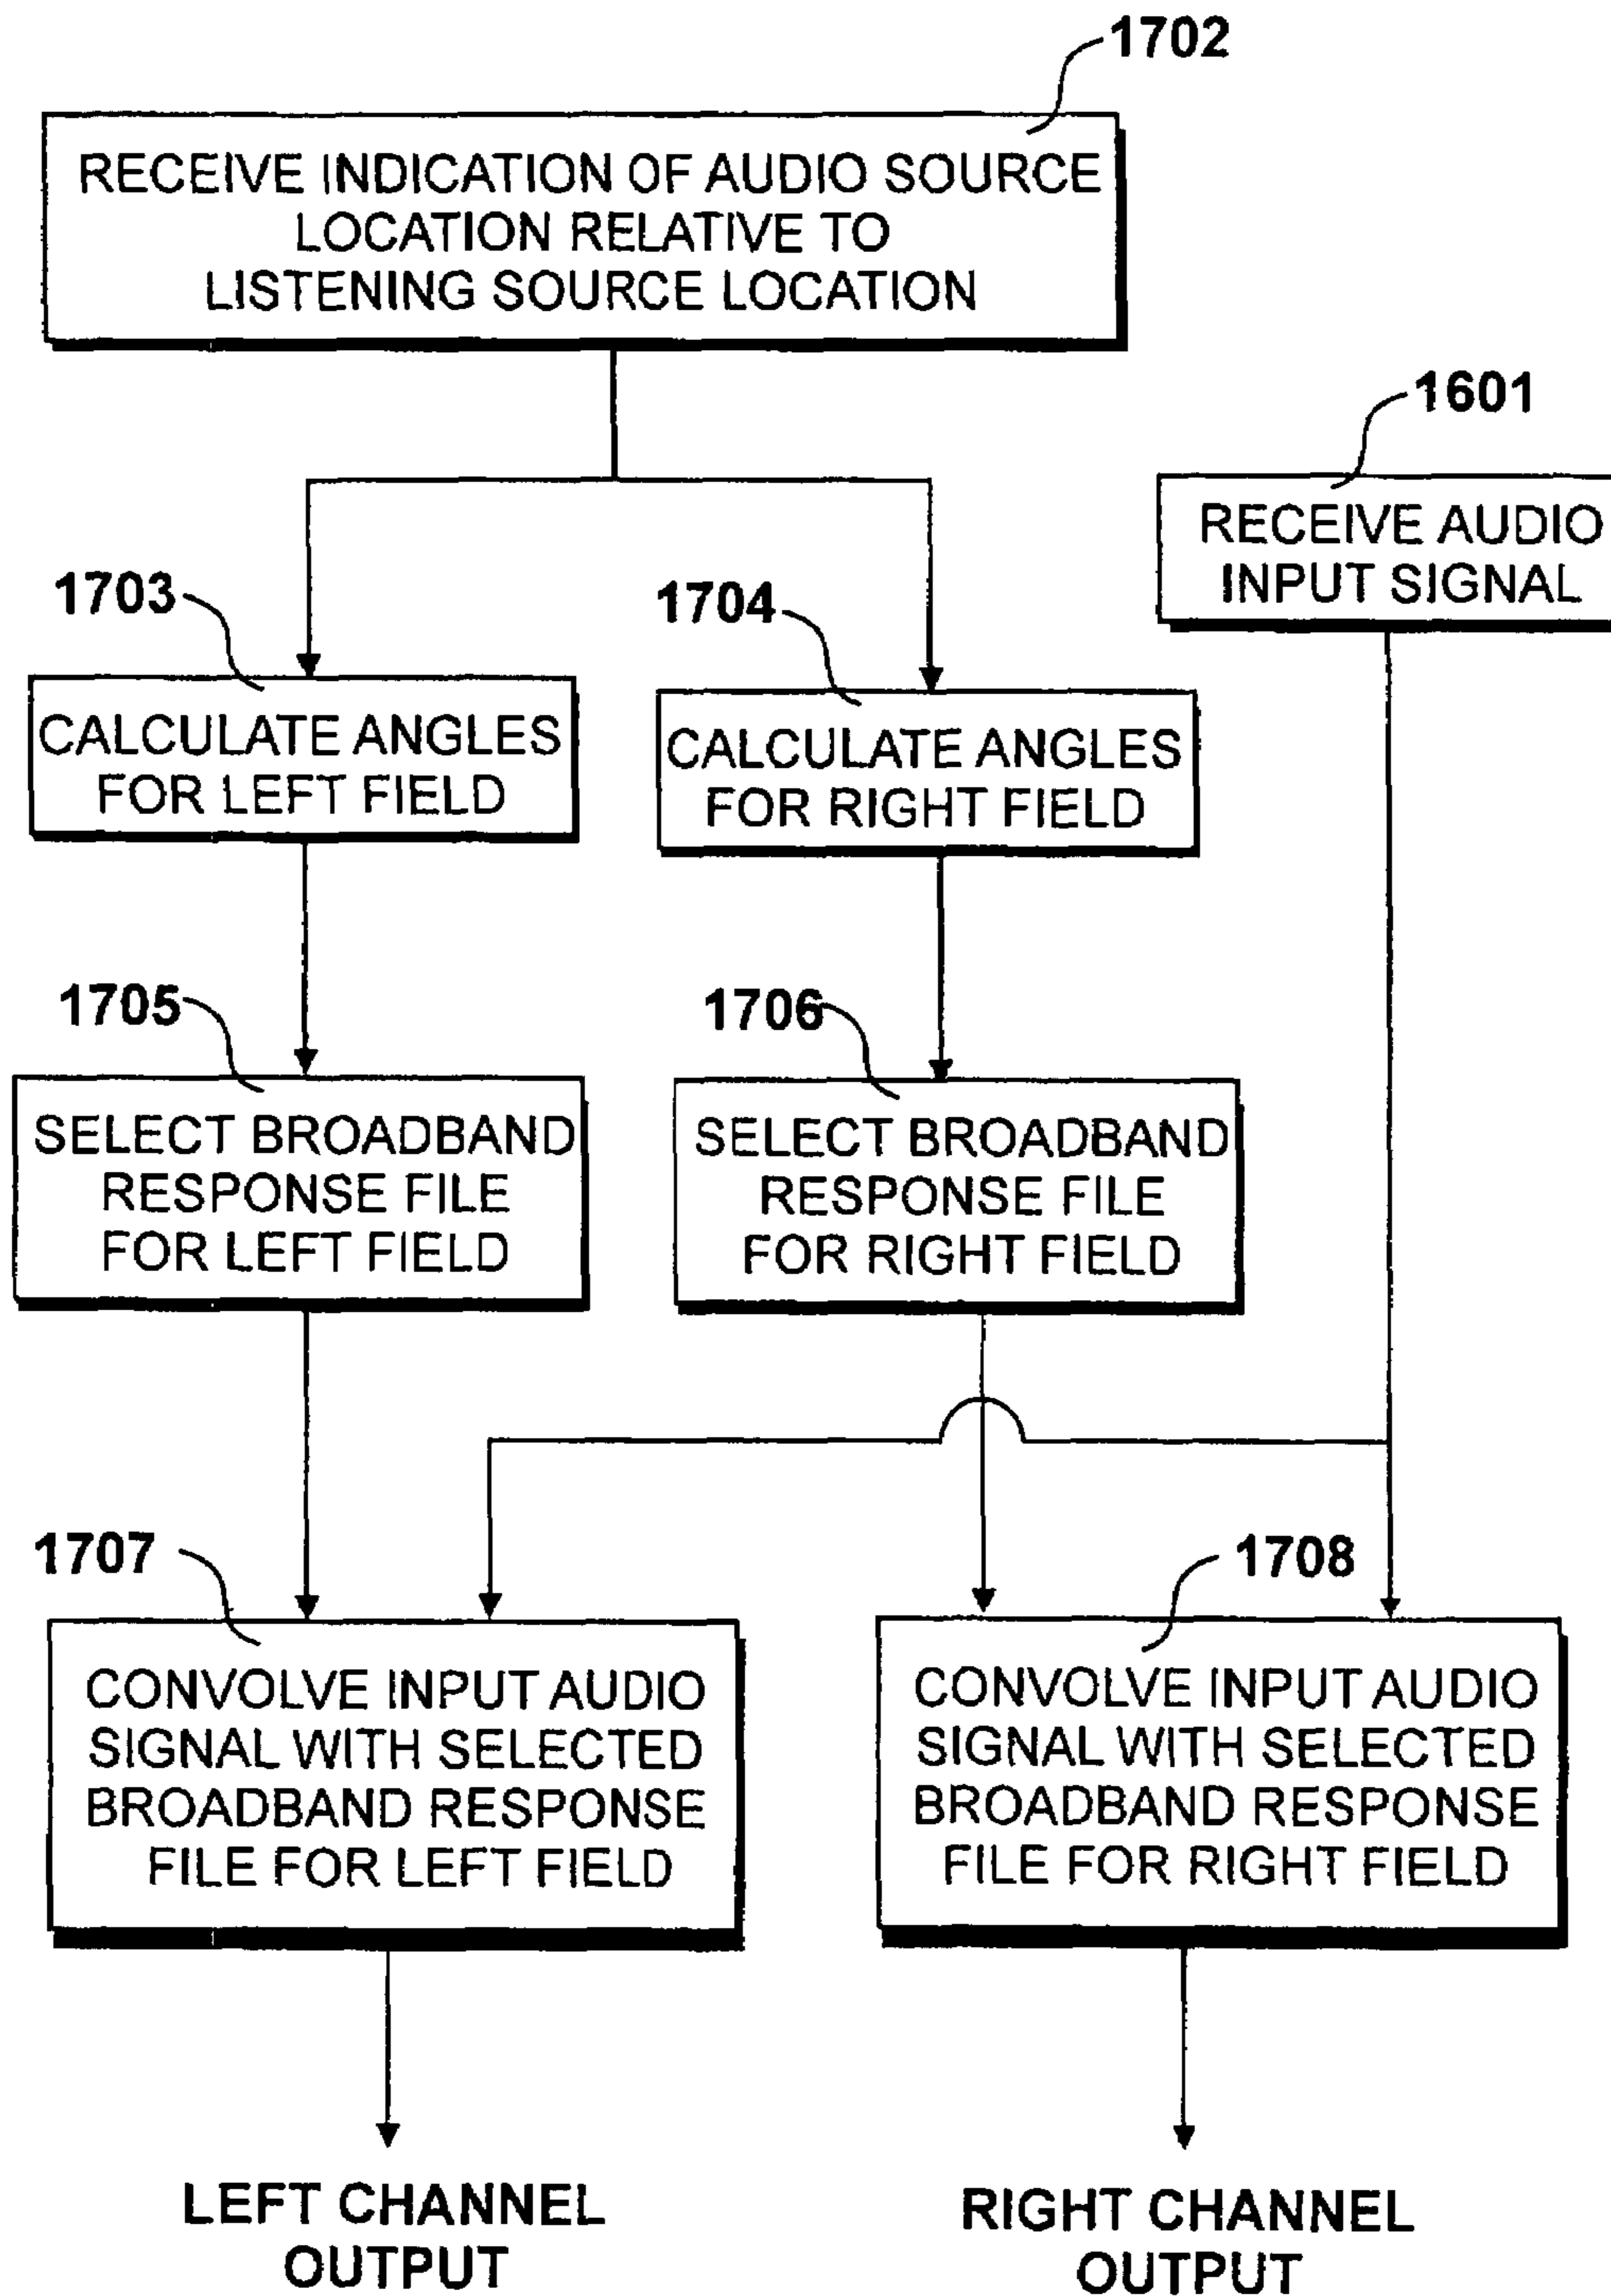 1702
RECEIVE INDICATION OF AUDIO SOURCE
LOCATION RELATIVE TO
LISTENING SOURCE LOCATION
1601
RECEIVE AUDIO
INPUT SIGNAL
1703
CALCULATE ANGLES
FOR LEFT FIELD
1704
CALCULATE ANGLES
FOR RIGHT FIELD
1705
SELECT BROADBAND
RESPONSE FILE
FOR LEFT FIELD
1706
SELECT BROADBAND
RESPONSE FILE
FOR RIGHT FIELD
1707
CONVOLVE INPUT AUDIO
SIGNAL WITH SELECTED
BROADBAND RESPONSE
FILE FOR LEFT FIELD
1708
CONVOLVE INPUT AUDIO
SIGNAL WITH SELECTED
BROADBAND RESPONSE
FILE FOR RIGHT FIELD
LEFT CHANNEL
OUTPUT
RIGHT CHANNEL
OUTPUT